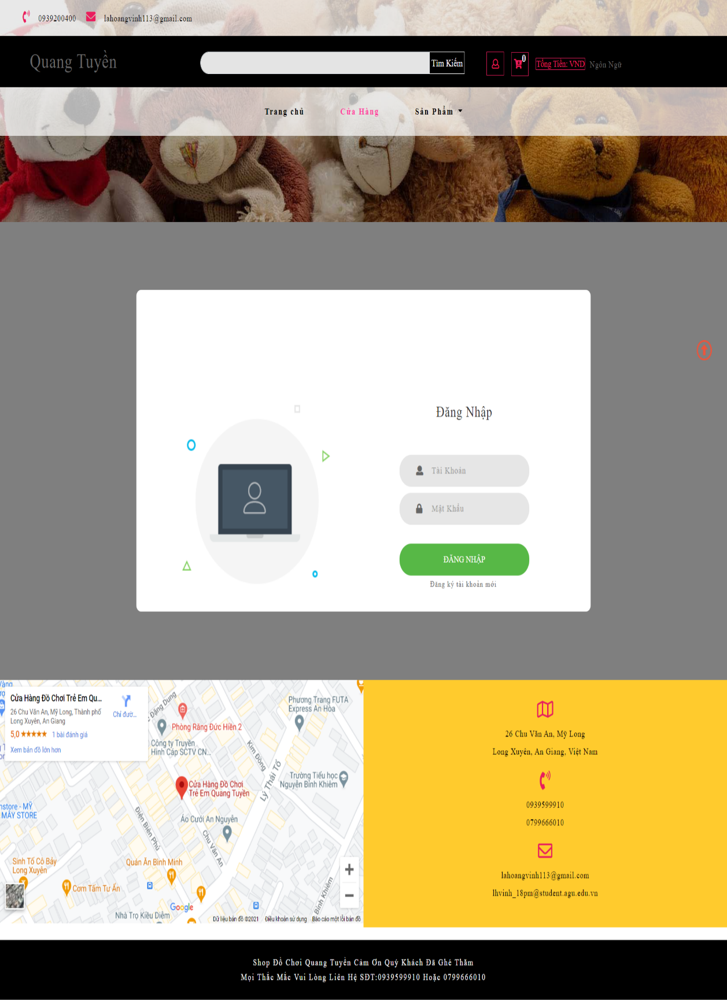 0939200400 lahoangvinh113@gmail.com
Quang Tuyền
Tìm Kiếm
0
Tổng Tiền: VND
Ngôn Ngữ
Trang chủ Cửa Hàng Sản Phẩm
Đăng Nhập
Tài Khoản
Mật Khẩu
ĐĂNG NHẬP
Đăng ký tài khoản mới
Cửa Hàng Đồ Chơi Trẻ Em Qu...
26 Chu Văn An, Mỹ Long, Thành phố
Long Xuyên, An Giang
5,0 ★★★★★ 1 bài đánh giá
Xem bản đồ lớn hơn
Chỉ đườ...
Đặng Dung
Phòng Răng Đức Hiền 2
Công ty Truyền
Hình Cáp SCTV CN...
Phương Trang FUTA
Express An Hòa
Kim Đồng
Lý Thái Tổ
Trường Tiểu học
Nguyễn Bỉnh Khiêm
Cửa Hàng Đồ Chơi
Trẻ Em Quang Tuyền
nstore - MỸ
MÂY STORE
Điện Biên Phủ
Áo Cưới An Nguyễn
Chu Văn An
Sinh Tố Cô Bảy
Long Xuyên
Quán Ăn Bình Minh
Cơm Tấm Tư Ẩn
Bỉnh Khiêm
Nhà Trọ Kiều Diễm
Google
Dữ liệu bản đồ ©2021 Điều khoản sử dụng Báo cáo một lỗi bản đồ
26 Chu Văn An, Mỹ Long
Long Xuyên, An Giang, Việt Nam
0939599910
0799666010
lahoangvinh113@gmail.com
lhvinh_18pm@student.agu.edu.vn
Shop Đồ Chơi Quang Tuyền Cảm Ơn Quý Khách Đã Ghé Thăm
Mọi Thắc Mắc Vui Lòng Liên Hệ SĐT:0939599910 Hoặc 0799666010